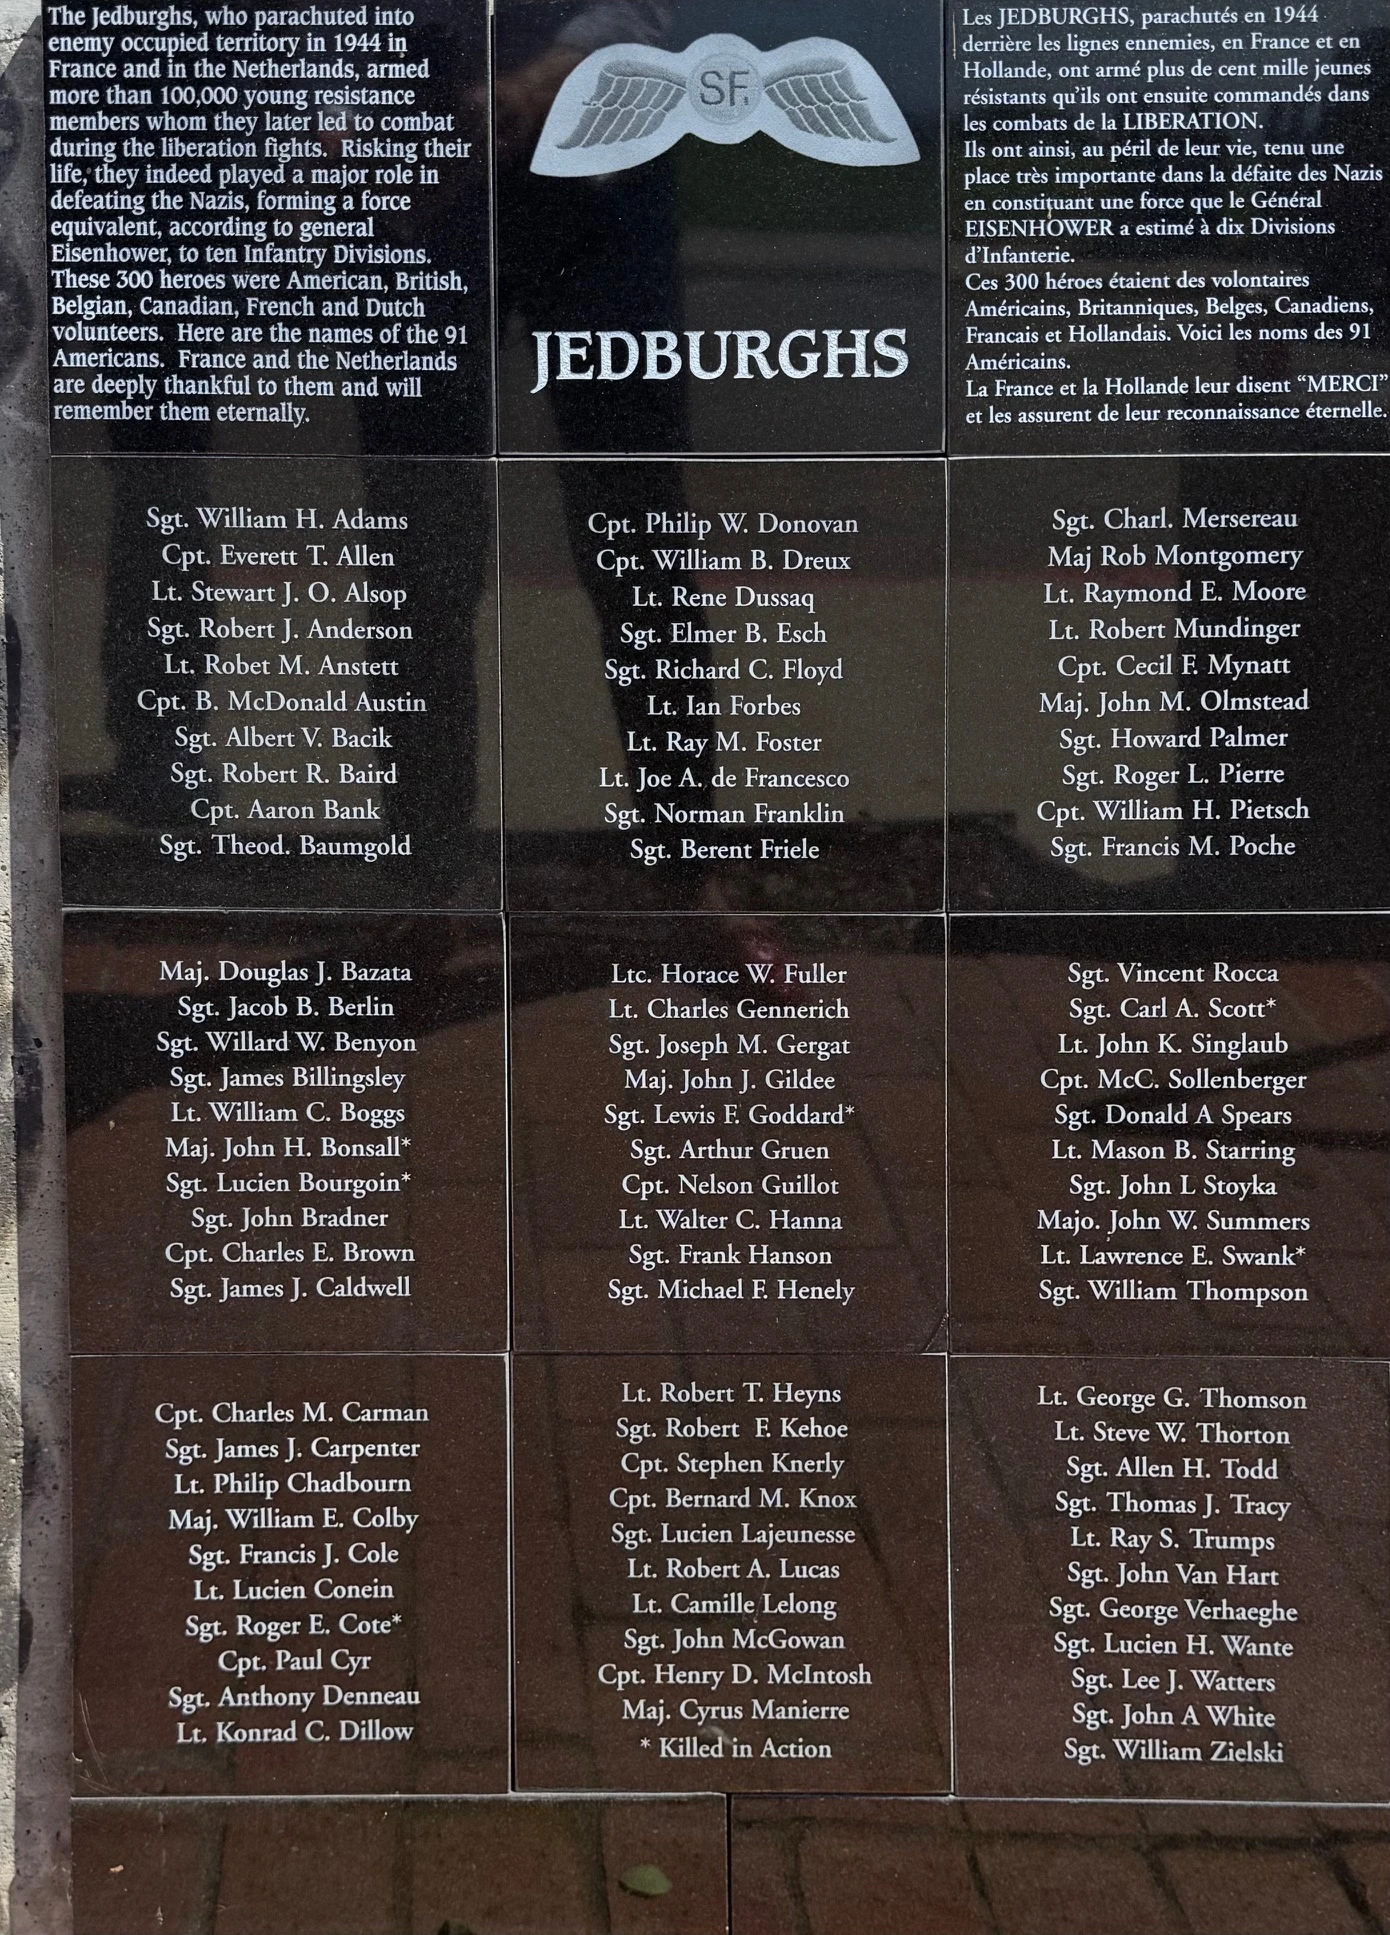 The Jedburghs, who parachuted into
enemy occupied territory in 1944 in
France and in the Netherlands, armed
more than 100,000 young resistance
members whom they later led to combat
during the liberation fights. Risking their
life, they indeed played a major role in
defeating the Nazis, forming a force
equivalent, according to general
Eisenhower, to ten Infantry Divisions.
These 300 heroes were American, British,
Belgian, Canadian, French and Dutch
volunteers. Here are the names of the 91
Americans. France and the Netherlands
are deeply thankful to them and will
remember them eternally.
SF.
JEDBURGHS
Les JEDBURGHS, parachutés en 1944
derrière les lignes ennemies, en France et en
Hollande, ont armé plus de cent mille jeunes
résistants qu'ils ont ensuite commandés dans
les combats de la LIBERATION.
Ils ont ainsi, au péril de leur vie, tenu une
place très importante dans la défaite des Nazis
en constituant une force que le Général
EISENHOWER a estimé à dix Divisions
d'Infanterie.
Ces 300 héros étaient des volontaires
Américains, Britanniques, Belges, Canadiens,
Francais et Hollandais. Voici les noms des 91
Américains.
La France et la Hollande leur disent “MERCI”
et les assurent de leur reconnaissance éternelle.
Sgt. William H. Adams
Cpt. Everett T. Allen
Lt. Stewart J. O. Alsop
Sgt. Robert J. Anderson
Lt. Robet M. Anstett
Cpt. B. McDonald Austin
Sgt. Albert V. Bacik
Sgt. Robert R. Baird
Cpt. Aaron Bank
Sgt. Theod. Baumgold
Cpt. Philip W. Donovan
Cpt. William B. Dreux
Lt. Rene Dussaq
Sgt. Elmer B. Esch
Sgt. Richard C. Floyd
Lt. Ian Forbes
Lt. Ray M. Foster
Lt. Joe A. de Francesco
Sgt. Norman Franklin
Sgt. Berent Friele
Sgt. Charl. Mersereau
Maj Rob Montgomery
Lt. Raymond E. Moore
Lt. Robert Mundinger
Cpt. Cecil F. Mynatt
Maj. John M. Olmstead
Sgt. Howard Palmer
Sgt. Roger L. Pierre
Cpt. William H. Pietsch
Sgt. Francis M. Poche
Maj. Douglas J. Bazata
Sgt. Jacob B. Berlin
Sgt. Willard W. Benyon
Sgt. James Billingsley
Lt. William C. Boggs
Maj. John H. Bonsall*
Sgt. Lucien Bourgoin*
Sgt. John Bradner
Cpt. Charles E. Brown
Sgt. James J. Caldwell
Ltc. Horace W. Fuller
Lt. Charles Gennerich
Sgt. Joseph M. Gergat
Maj. John J. Gildee
Sgt. Lewis F. Goddard*
Sgt. Arthur Gruen
Cpt. Nelson Guillot
Lt. Walter C. Hanna
Sgt. Frank Hanson
Sgt. Michael F. Henely
Sgt. Vincent Rocca
Sgt. Carl A. Scott*
Lt. John K. Singlaub
Cpt. McC. Sollenberger
Sgt. Donald A Spears
Lt. Mason B. Starring
Sgt. John L Stoyka
Majo. John W. Summers
Lt. Lawrence E. Swank*
Sgt. William Thompson
Cpt. Charles M. Carman
Sgt. James J. Carpenter
Lt. Philip Chadbourn
Maj. William E. Colby
Sgt. Francis J. Cole
Lt. Lucien Conein
Sgt. Roger E. Cote*
Cpt. Paul Cyr
Sgt. Anthony Denneau
Lt. Konrad C. Dillow
Lt. Robert T. Heyns
Sgt. Robert F. Kehoe
Cpt. Stephen Knerly
Cpt. Bernard M. Knox
Sgt. Lucien Lajeunesse
Lt. Robert A. Lucas
Lt. Camille Lelong
Sgt. John McGowan
Cpt. Henry D. McIntosh
Maj. Cyrus Manierre
* Killed in Action
Lt. George G. Thomson
Lt. Steve W. Thorton
Sgt. Allen H. Todd
Sgt. Thomas J. Tracy
Lt. Ray S. Trumps
Sgt. John Van Hart
Sgt. George Verhaeghe
Sgt. Lucien H. Wante
Sgt. Lee J. Watters
Sgt. John A White
Sgt. William Zielski